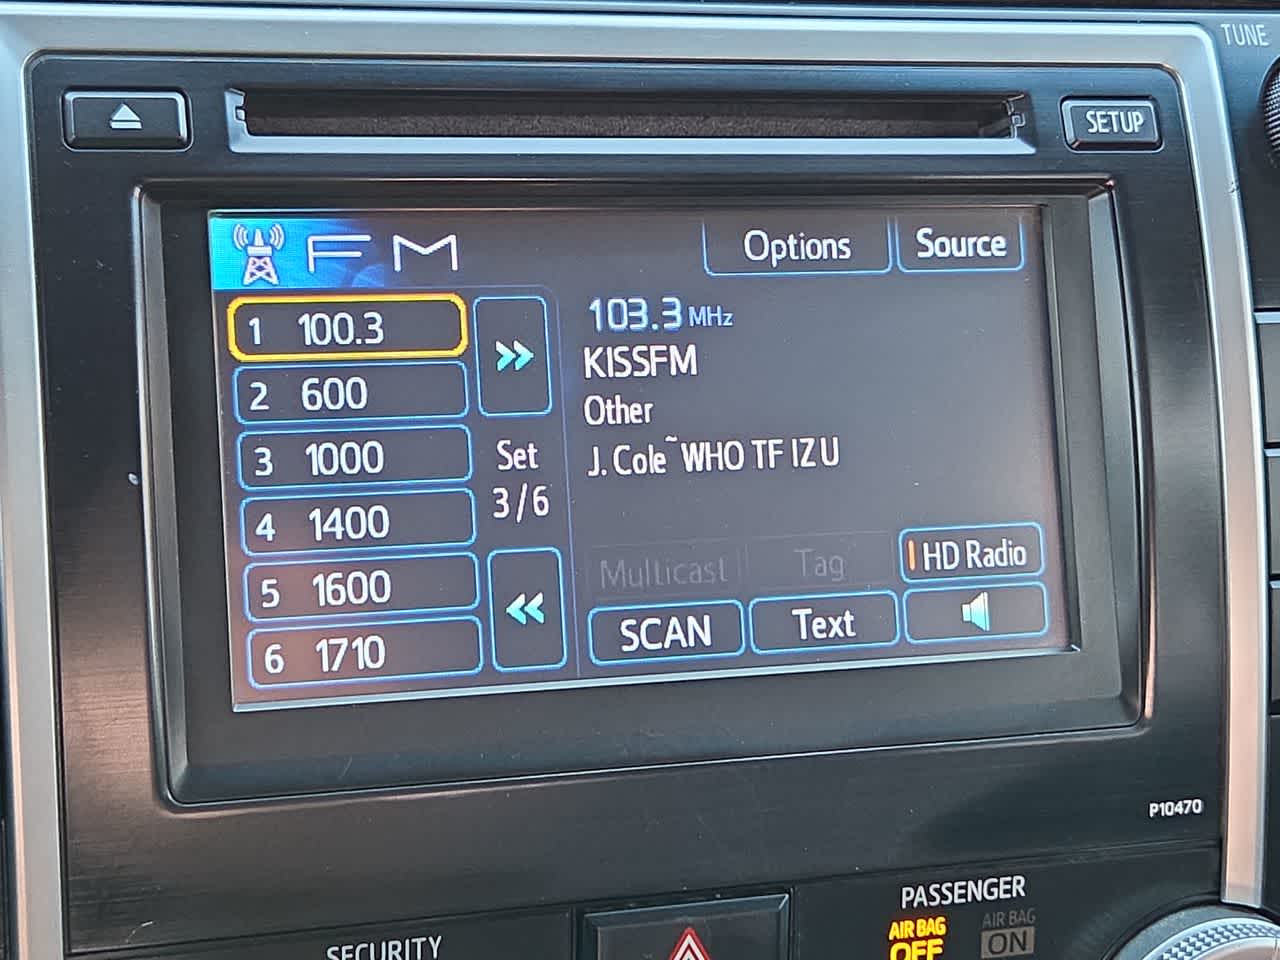 TUNE
SETUP
FM
Options
Source
1 100.3
2 600
3 1000
4 1400
5 1600
6 1710
Set
3/6
103.3 MHz
KISSFM
Other
J. Cole~WHO TF IZ U
Multicast
Tag
HD Radio
SCAN
Text
P10470
SECURITY
PASSENGER
AIR BAG
OFF
AIR BAG
ON